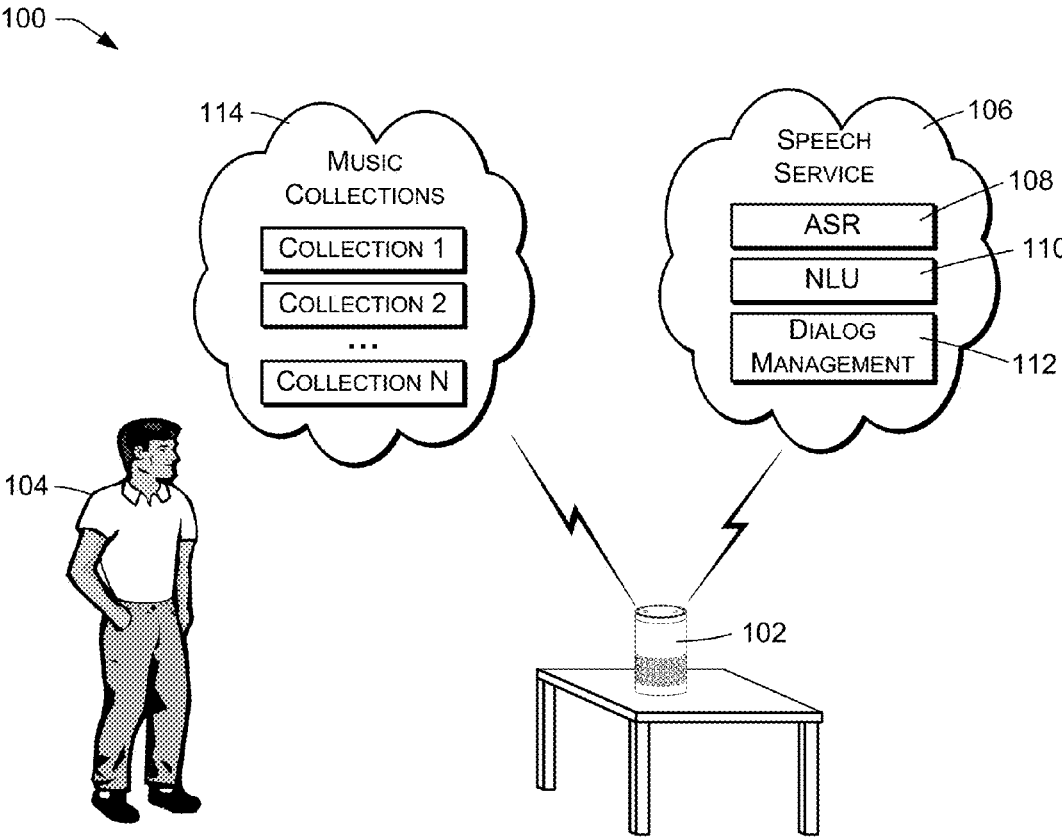 100
114
MUSIC
COLLECTIONS
COLLECTION 1
COLLECTION 2
...
COLLECTION N
106
SPEECH
SERVICE
108
ASR
110
NLU
DIALOG
MANAGEMENT
112
104
102